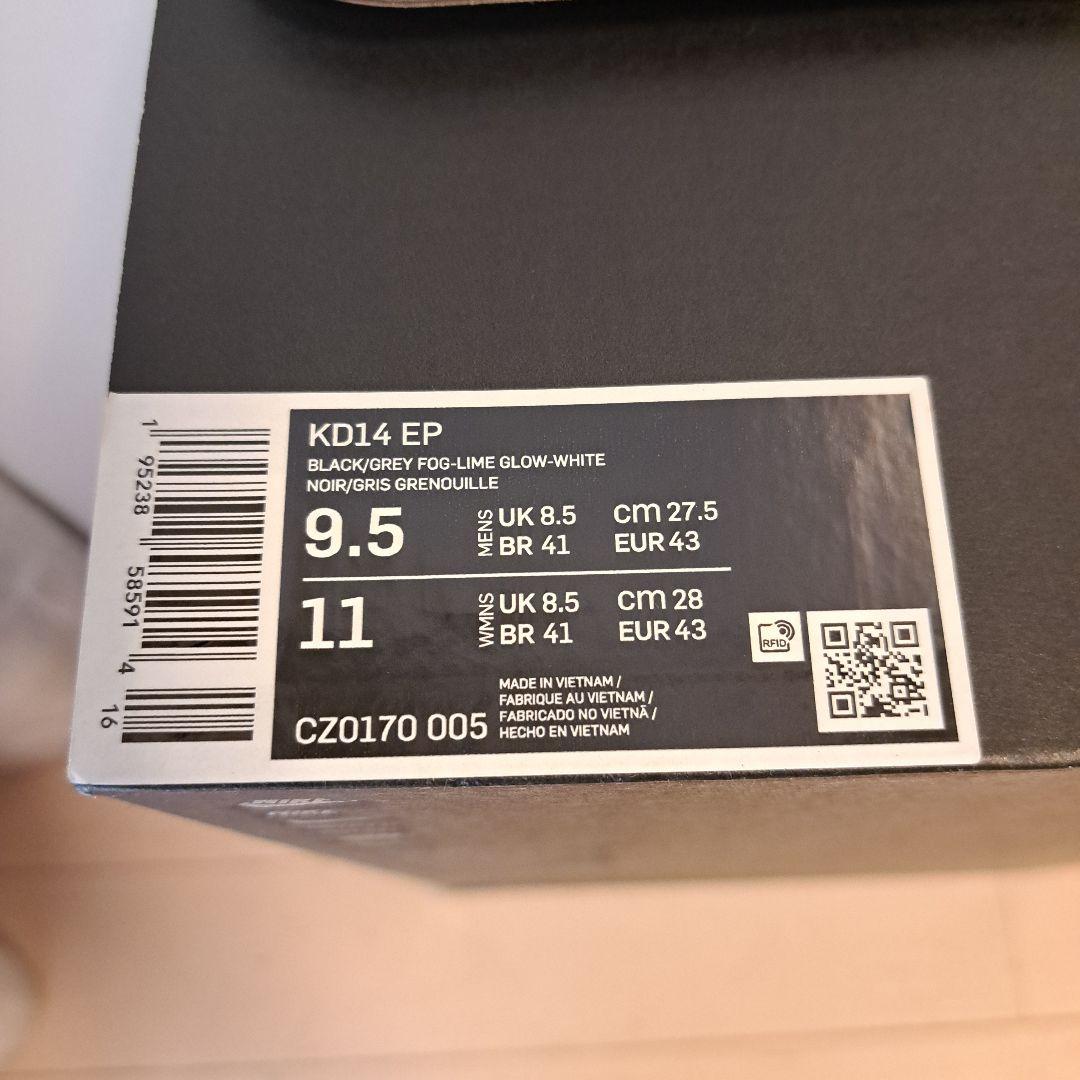 KD14 EP
BLACK/GREY FOG-LIME GLOW-WHITE
NOIR/GRIS GRENOUILLE
9.5 MENS UK 8.5 cm 27.5
BR 41 EUR 43
11 WMNS UK 8.5 cm 28
BR 41 EUR 43
RFID
MADE IN VIETNAM /
FABRIQUE AU VIETNAM /
FABRICADO NO VIETNÃ /
HECHO EN VIETNAM
CZ0170 005
1 95238 58591 4 16
NIKE